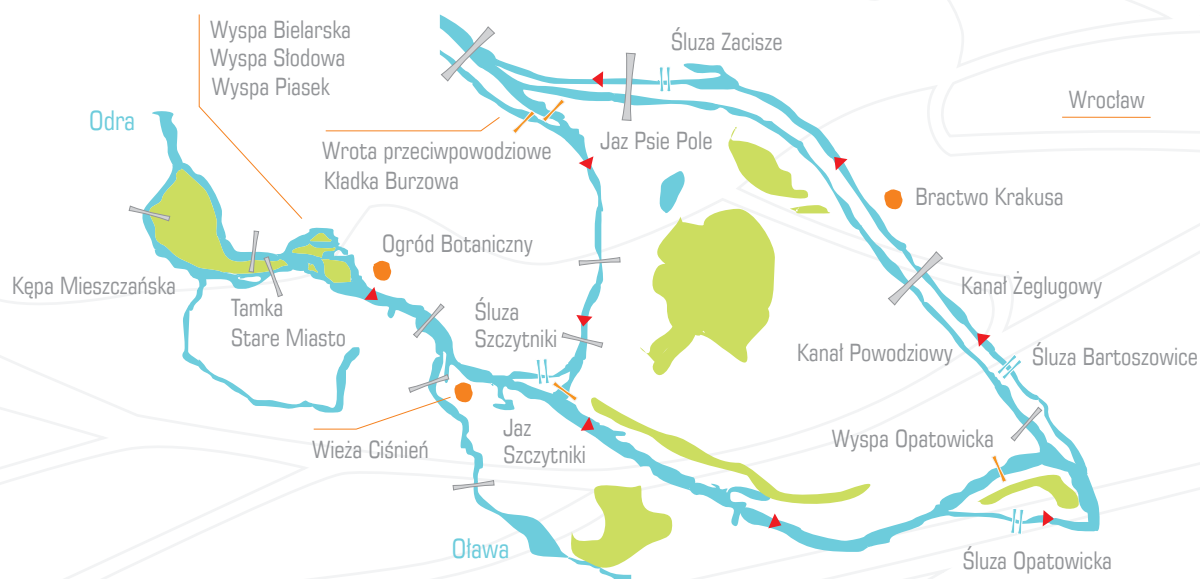 Wyspa Bielarska
Wyspa Słodowa
Wyspa Piasek
Śluza Zacisze
Wrocław
Odra
Jaz Psie Pole
Wrota przeciwpowodziowe
Kładka Burzowa
Bractwo Krakusa
Ogród Botaniczny
Kępa Mieszczańska
Kanał Żeglugowy
Tamka
Stare Miasto
Śluza
Szczytniki
Kanał Powodziowy
Śluza Bartoszowice
Wieża Ciśnień
Jaz
Szczytniki
Wyspa Opatowicka
Oława
Śluza Opatowicka